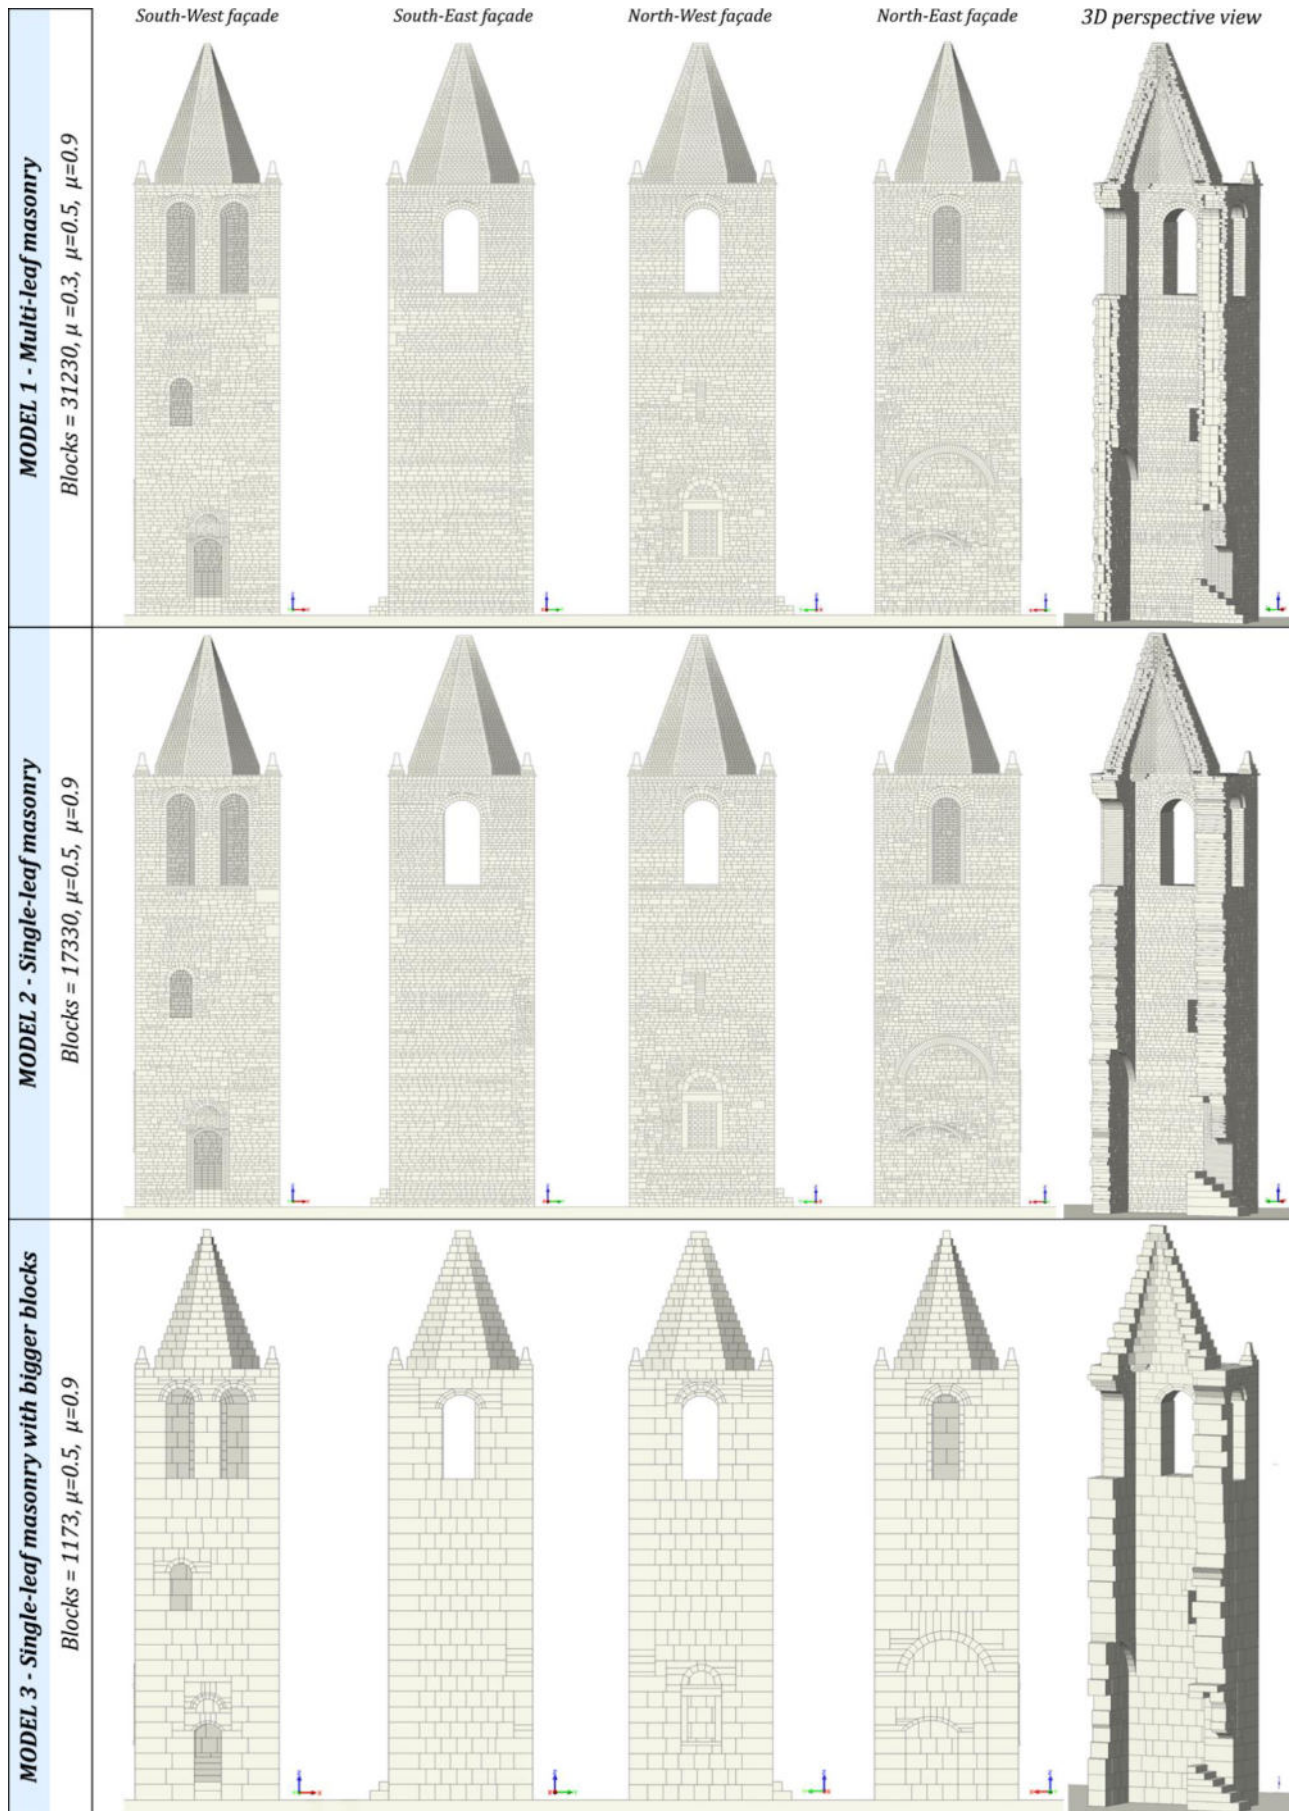 South-West façade
South-East façade
North-West façade
North-East façade
3D perspective view
MODEL 1 - Multi-leaf masonry
Blocks = 31230, μ =0.3, μ=0.5, μ=0.9
MODEL 2 - Single-leaf masonry
Blocks = 17330, μ=0.5, μ=0.9
MODEL 3 - Single-leaf masonry with bigger blocks
Blocks = 1173, μ=0.5, μ=0.9